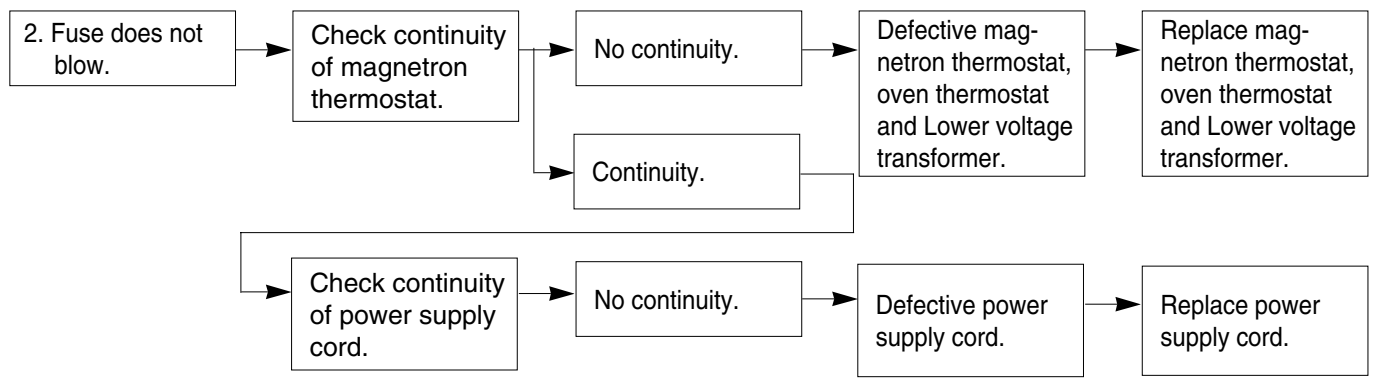 2. Fuse does not
blow.
Check continuity
of magnetron
thermostat.
No continuity.
Defective mag-
netron thermostat,
oven thermostat
and Lower voltage
transformer.
Replace mag-
netron thermostat,
oven thermostat
and Lower voltage
transformer.
Continuity.
Check continuity
of power supply
cord.
No continuity.
Defective power
supply cord.
Replace power
supply cord.